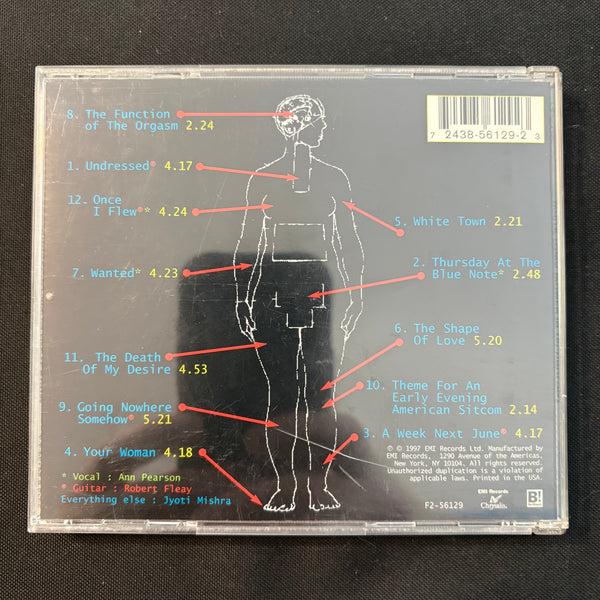 8. The Function
of The Orgasm 2.24
7 2438-56129-2 3
1. Undressed* 4.17
12. Once
I Flew** 4.24
5. White Town 2.21
2. Thursday At The
Blue Note* 2.48
7. Wanted* 4.23
6. The Shape
Of Love 5.20
11. The Death
Of My Desire 4.53
10. Theme For An
Early Evening
American Sitcom 2.14
9. Going Nowhere
Somehow* 5.21
3. A Week Next June* 4.17
4. Your Woman 4.18
℗ © 1997 EMI Records Ltd. Manufactured by
EMI Records, 1290 Avenue of the Americas,
New York, NY 10104. All rights reserved.
Unauthorized duplication is a violation of
applicable laws. Printed in the USA.
* Vocal : Ann Pearson
* Guitar : Robert Fleay
Everything else : Jyoti Mishra
EMI Records
Chrysalis.
F2-56129